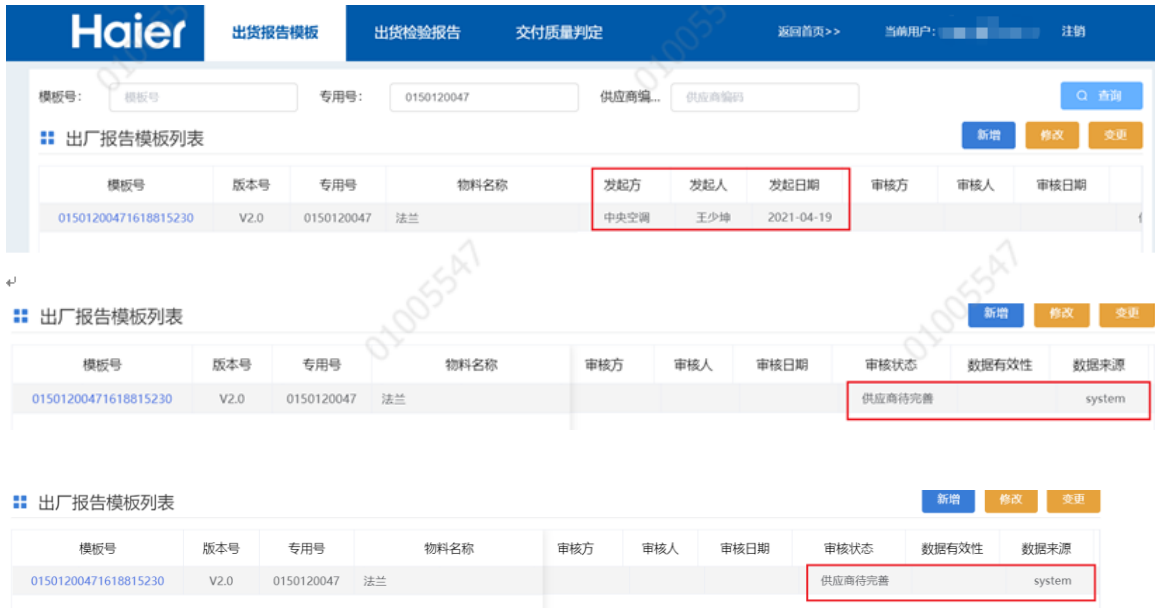 Haier 出货报告模板 出货检验报告 交付质量判定 返回首页>> 当前用户: 注销
模板号: 模板号 专用号: 0150120047 供应商编... 供应商编码 查询
出厂报告模板列表 新增 修改 变更
模板号 版本号 专用号 物料名称 发起方 发起人 发起日期 审核方 审核人 审核日期
01501200471618815230 V2.0 0150120047 法兰 中央空调 王少坤 2021-04-19
出厂报告模板列表 新增 修改 变更
模板号 版本号 专用号 物料名称 审核方 审核人 审核日期 审核状态 数据有效性 数据来源
01501200471618815230 V2.0 0150120047 法兰 供应商待完善 system
出厂报告模板列表 新增 修改 变更
模板号 版本号 专用号 物料名称 审核方 审核人 审核日期 审核状态 数据有效性 数据来源
01501200471618815230 V2.0 0150120047 法兰 供应商待完善 system
01005547
01005547